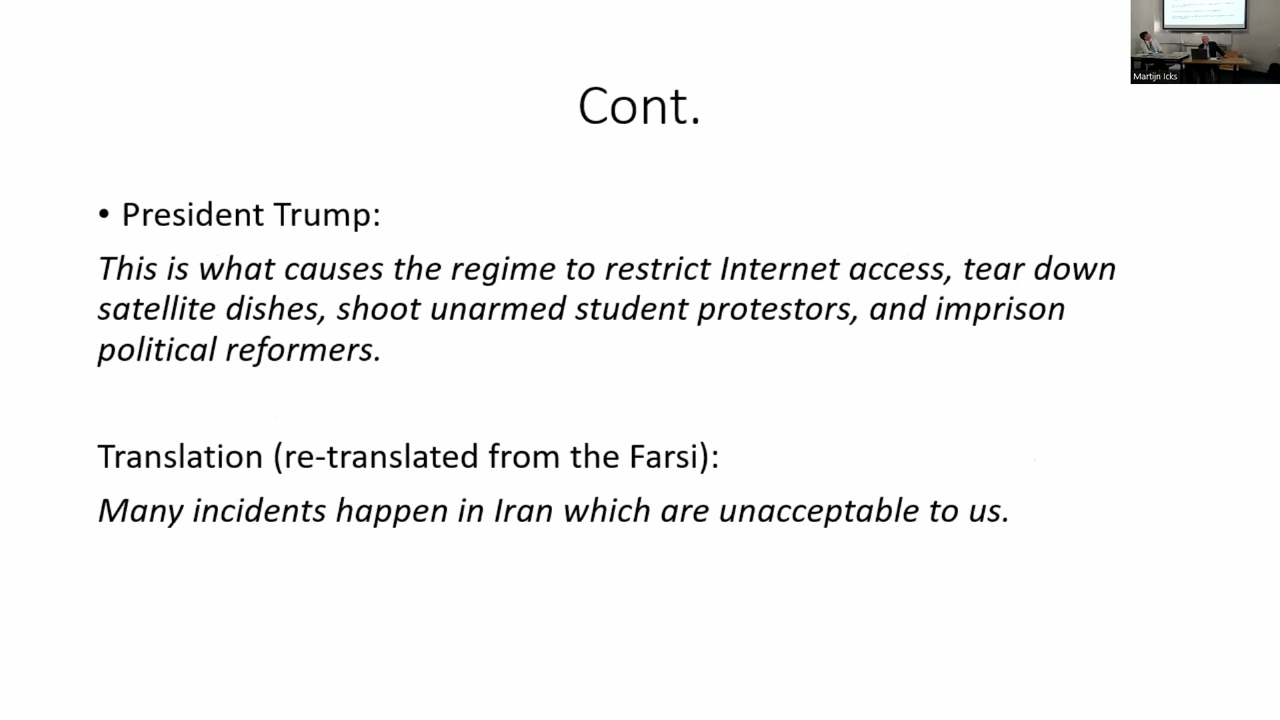 Martijn Icks
Cont.
• President Trump:
This is what causes the regime to restrict Internet access, tear down
satellite dishes, shoot unarmed student protestors, and imprison
political reformers.
Translation (re-translated from the Farsi):
Many incidents happen in Iran which are unacceptable to us.